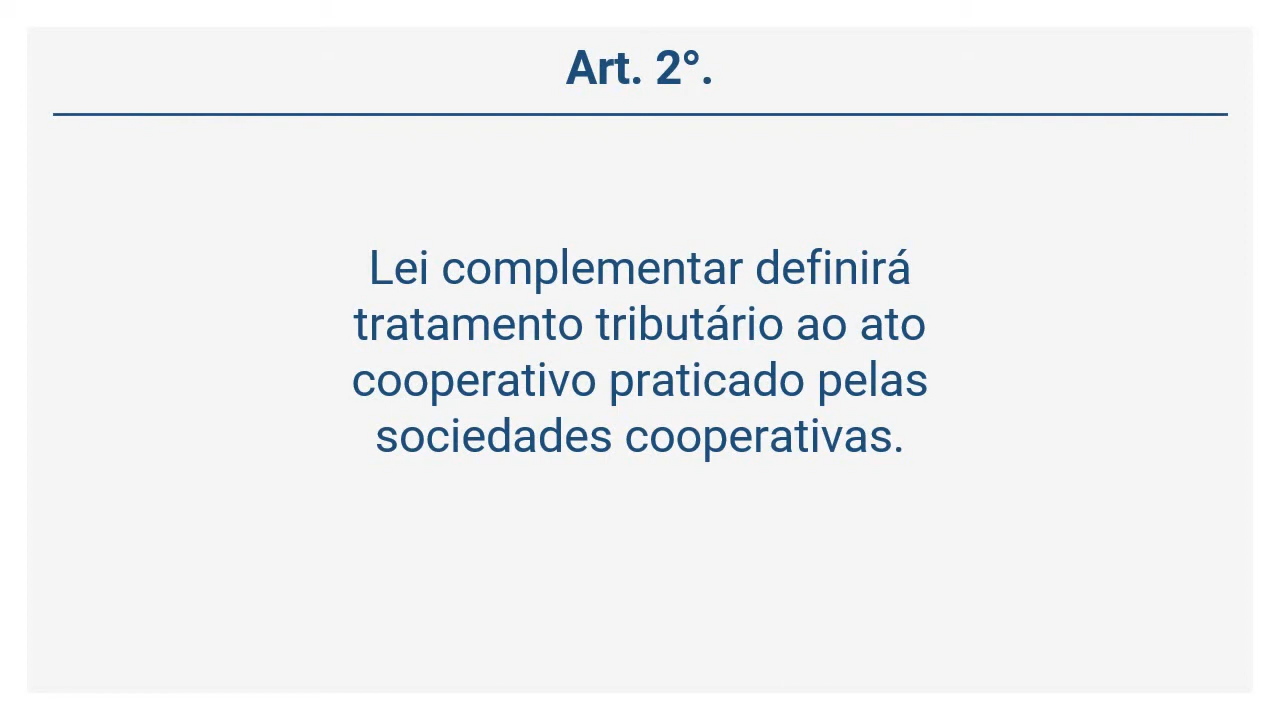 Art. 2°.
Lei complementar definirá
tratamento tributário ao ato
cooperativo praticado pelas
sociedades cooperativas.